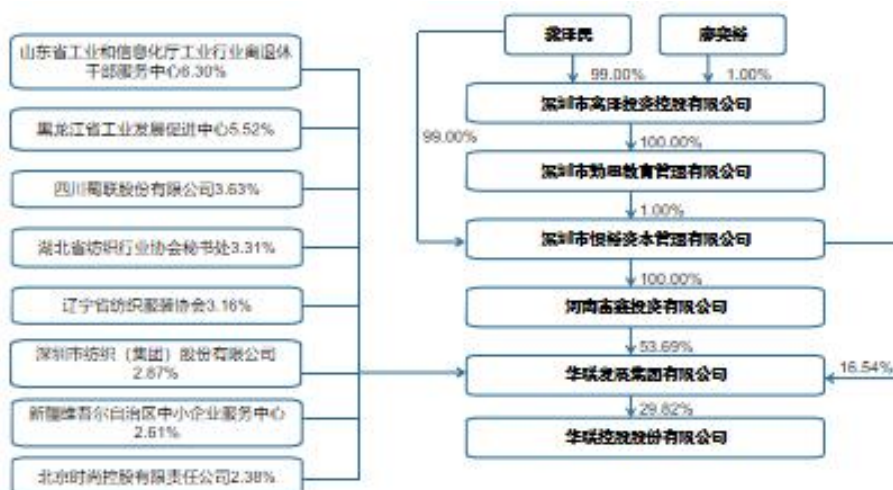 山东省工业和信息化厅工业行业离退休
干部服务中心6.30%
黑龙江省工业发展促进中心5.52%
四川蜀联股份有限公司3.63%
湖北省纺织行业协会秘书处3.31%
辽宁省纺织服装协会3.16%
深圳市纺织（集团）股份有限公司
2.87%
新疆维吾尔自治区中小企业服务中心
2.61%
北京时尚控股有限责任公司2.38%
龚泽民
99.00%
1.00%
深圳市富泽投资控股有限公司
100.00%
深圳市勤田教育管理有限公司
1.00%
99.00%
深圳市恒裕资本管理有限公司
100.00%
河南富鑫投资有限公司
53.69%
华联发展集团有限公司
16.54%
29.82%
华联控股股份有限公司